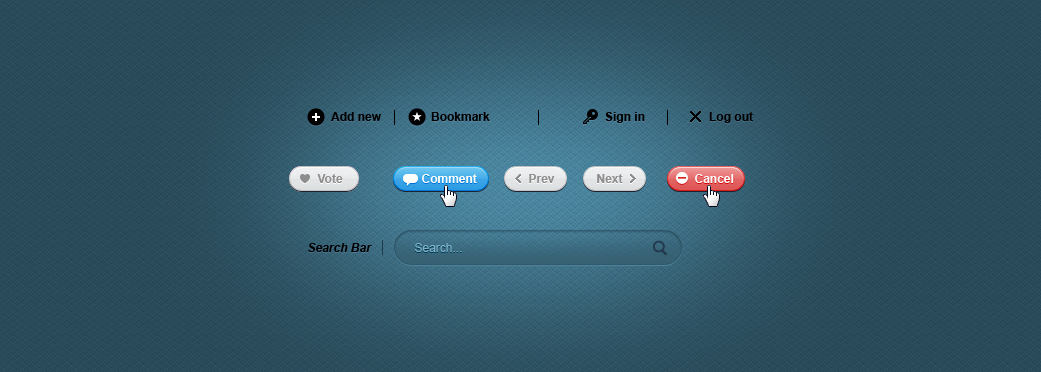 Add new | Bookmark | Sign in | Log out
Vote Comment Prev Next Cancel
Search Bar | Search...